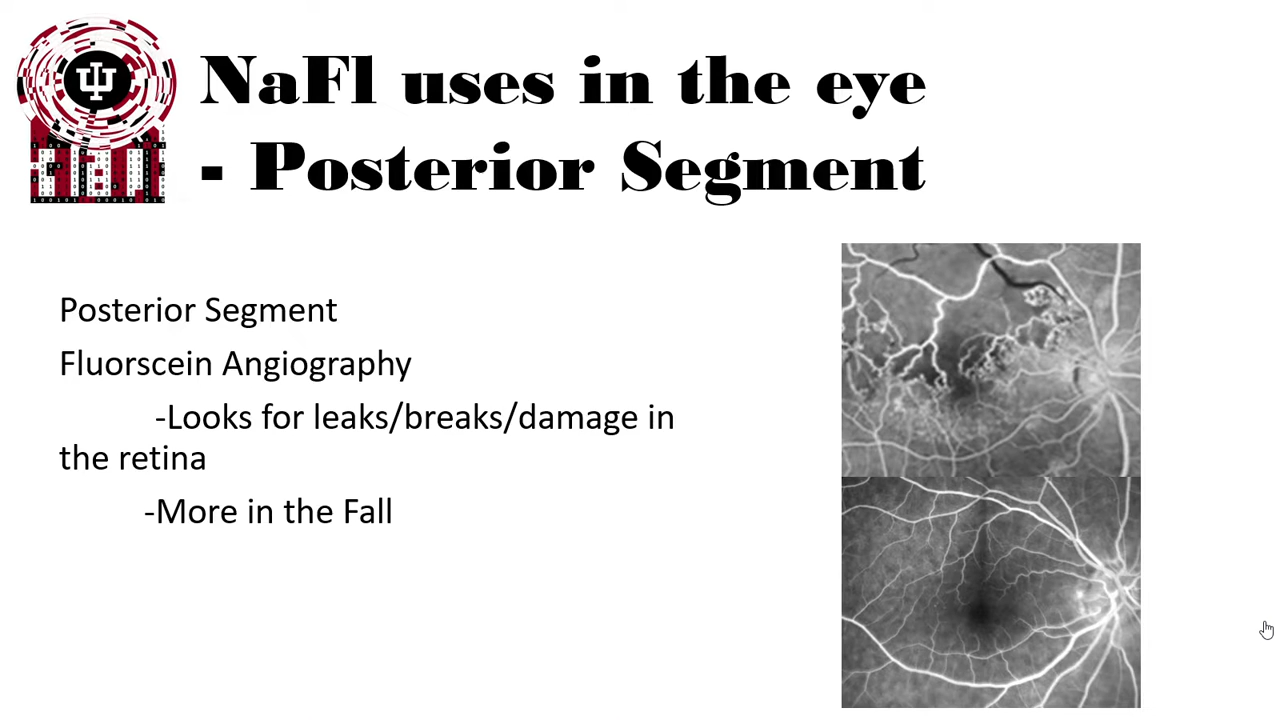 NaFl uses in the eye
- Posterior Segment
Posterior Segment
Fluorscein Angiography
-Looks for leaks/breaks/damage in
the retina
-More in the Fall